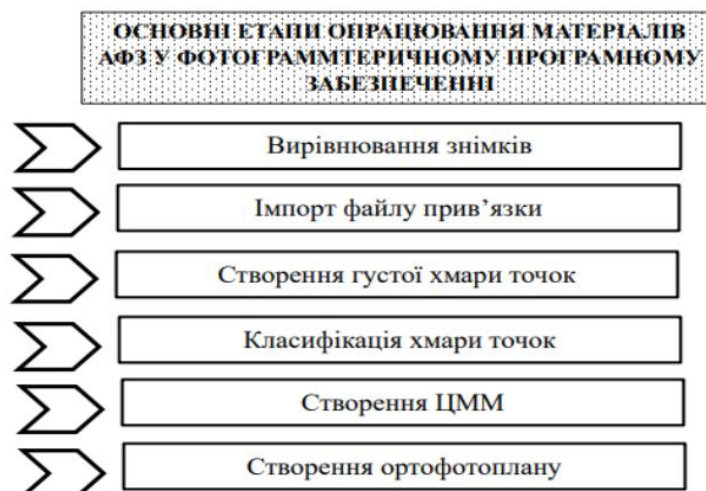 ОСНОВНІ ЕТАПИ ОПРАЦЮВАННЯ МАТЕРІАЛІВ
АФЗ У ФОТОГРАММТЕРИЧНОМУ ПРОГРАМНОМУ
ЗАБЕЗПЕЧЕННІ
Вирівнювання знімків
Імпорт файлу прив’язки
Створення густої хмари точок
Класифікація хмари точок
Створення ЦММ
Створення ортофотоплану